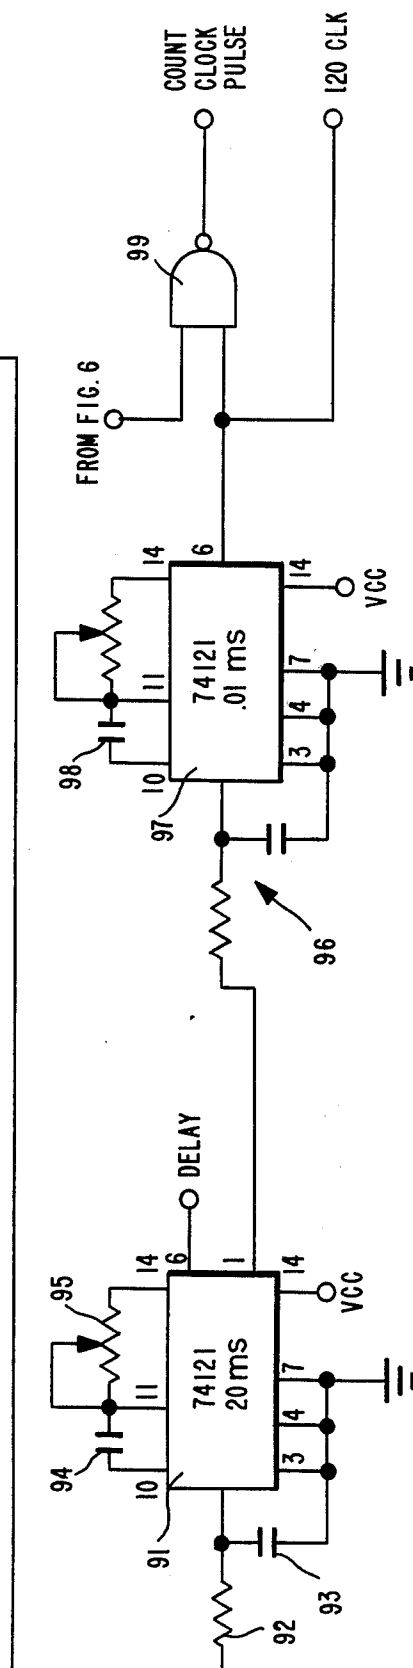 95
94
10
11
14
91
74121
20 ms
6
DELAY
1
92
93
3
4
7
14
VCC
96
98
10
11
14
97
74121
.01 ms
6
3
4
7
14
VCC
FROM FIG. 6
99
COUNT
CLOCK
PULSE
120 CLK